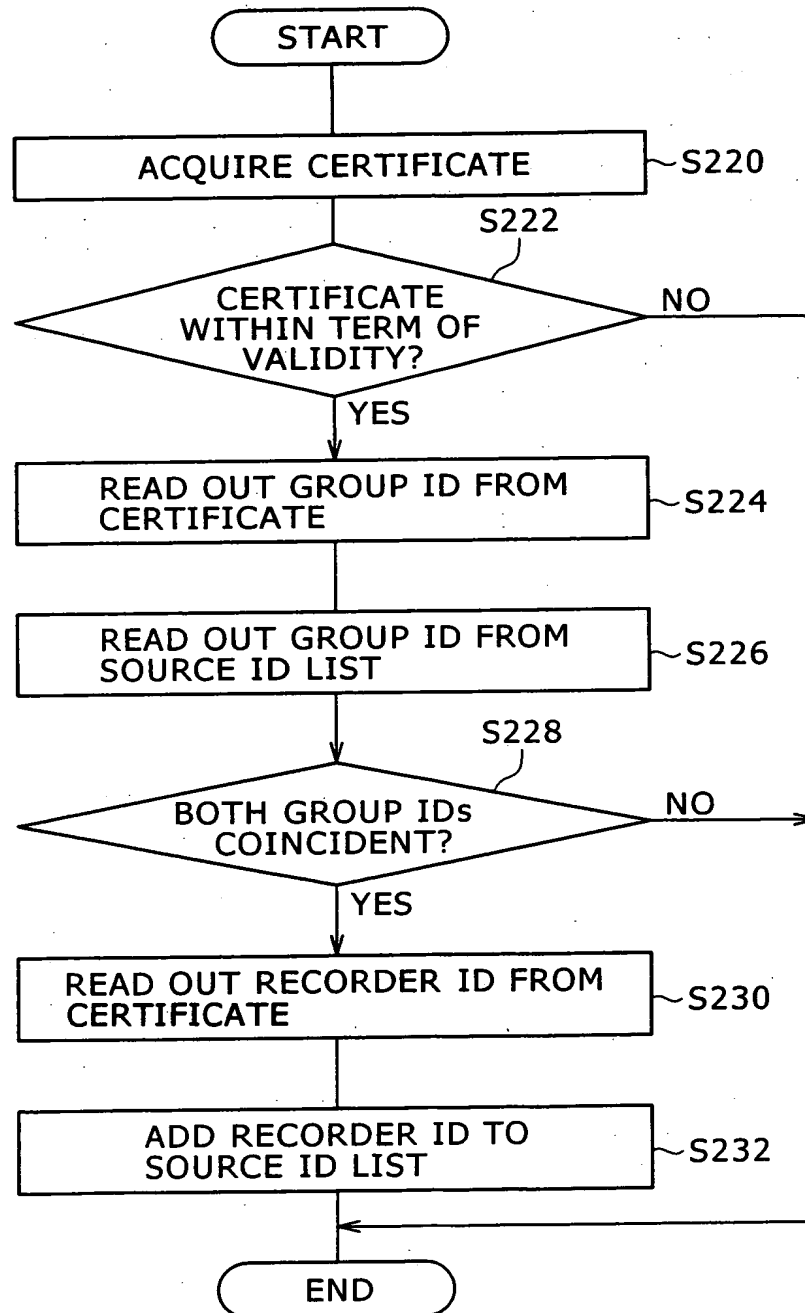 START
ACQUIRE CERTIFICATE
S220
S222
CERTIFICATE
WITHIN TERM OF
VALIDITY?
NO
YES
READ OUT GROUP ID FROM
CERTIFICATE
S224
READ OUT GROUP ID FROM
SOURCE ID LIST
S226
S228
BOTH GROUP IDs
COINCIDENT?
NO
YES
READ OUT RECORDER ID FROM
CERTIFICATE
S230
ADD RECORDER ID TO
SOURCE ID LIST
S232
END